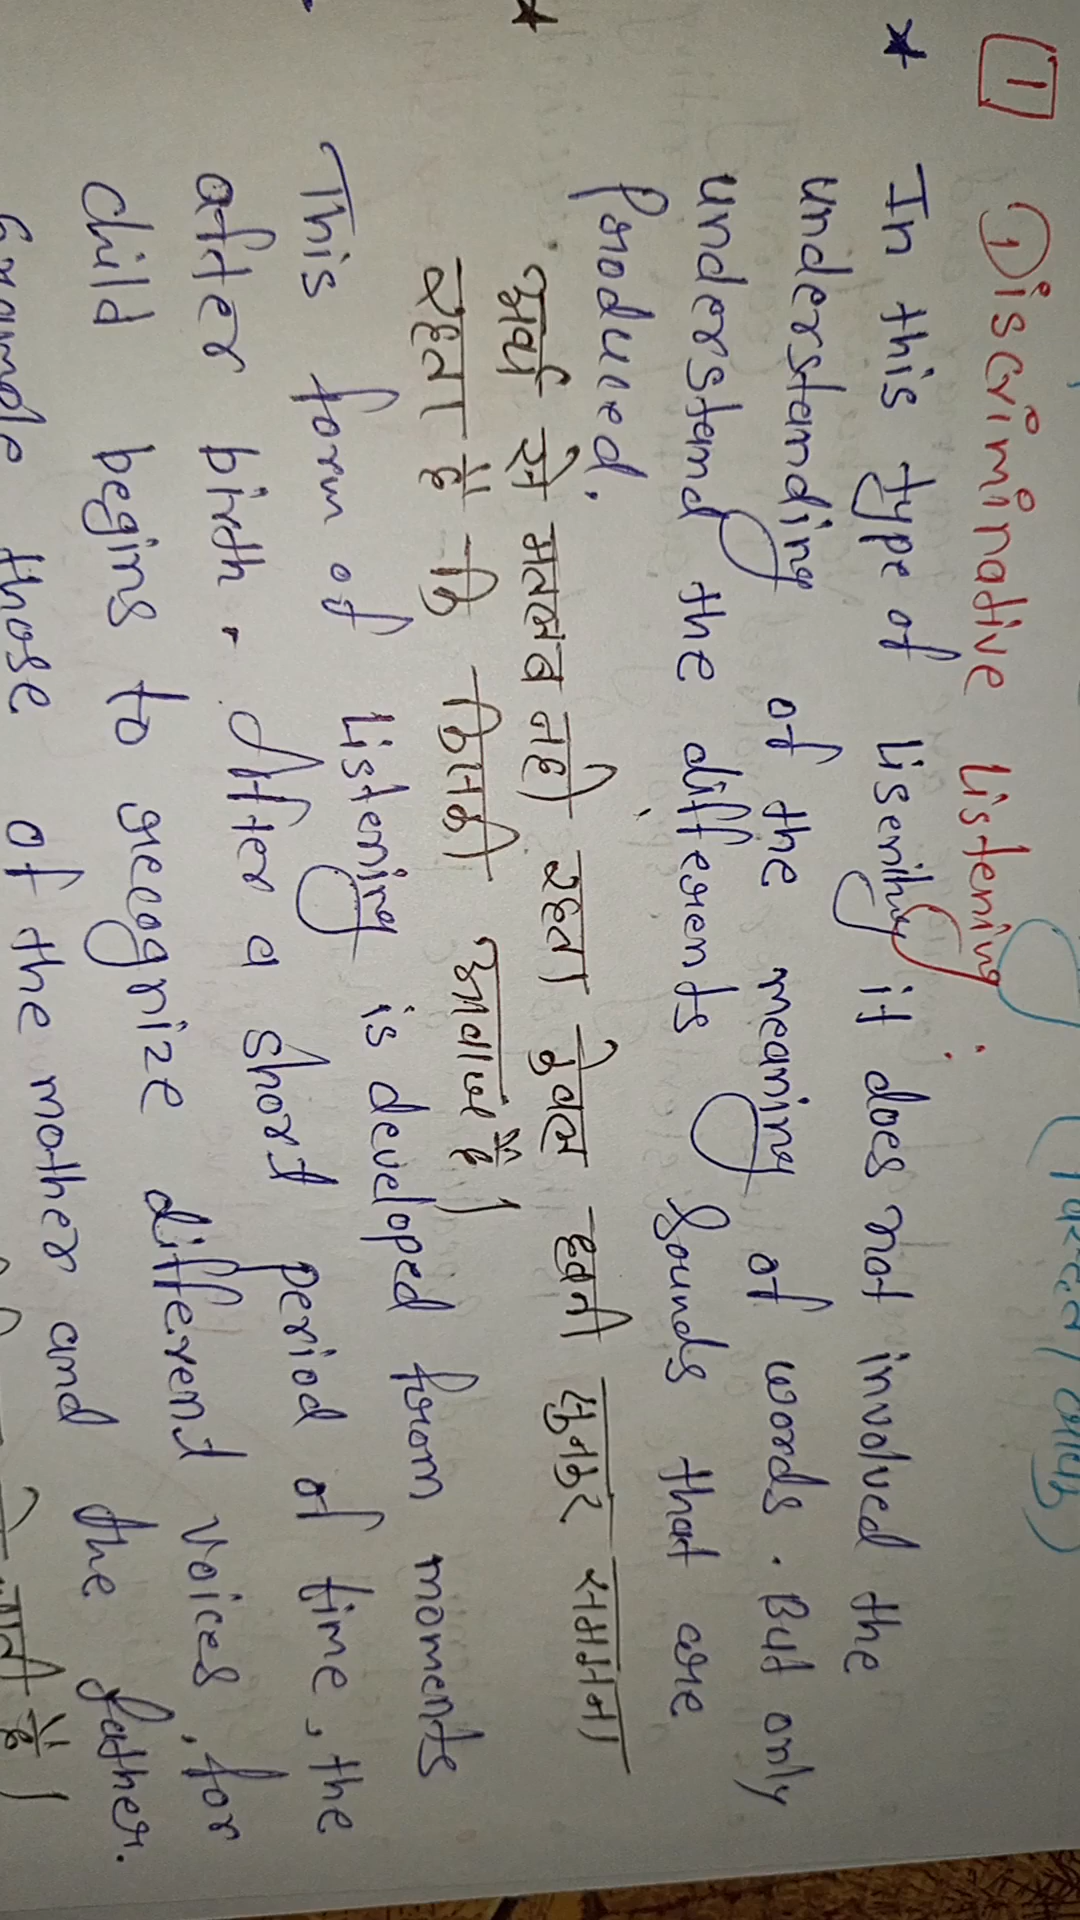 1 Discriminative Listening :
★ In this type of lisenihg it does not involved the
understanding of the meaning of words. But only
understand the differents sounds that are
produced.
अर्थ से मतलब नही रहता केवल ध्वनी सुनकर समझना
रहता है कि किसकी आवाज है।
★ This form of listening is developed from moments
after birth. After a short period of time, the
child begins to recognize different voices, for
example those of the mother and the father.